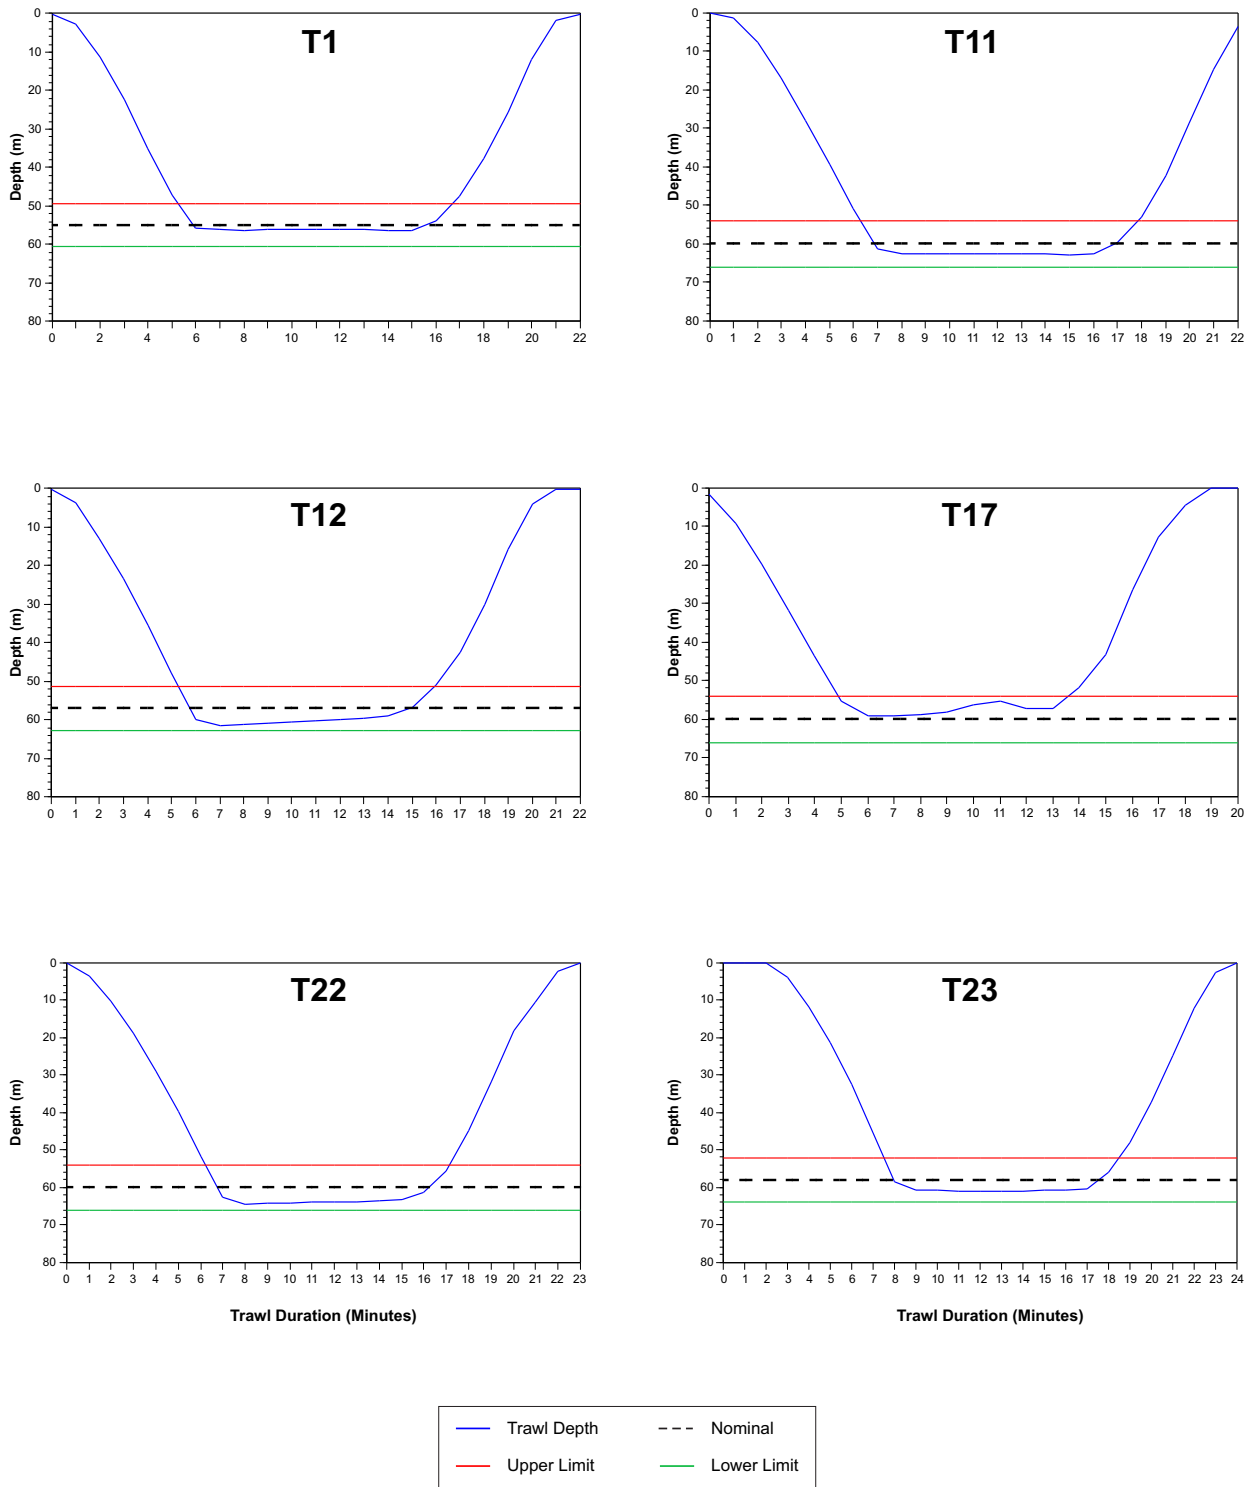 T1
Depth (m)
0
10
20
30
40
50
60
70
80
0 2 4 6 8 10 12 14 16 18 20 22
T11
Depth (m)
0
10
20
30
40
50
60
70
80
0 1 2 3 4 5 6 7 8 9 10 11 12 13 14 15 16 17 18 19 20 21 22
T12
Depth (m)
0
10
20
30
40
50
60
70
80
0 1 2 3 4 5 6 7 8 9 10 11 12 13 14 15 16 17 18 19 20 21 22
T17
Depth (m)
0
10
20
30
40
50
60
70
80
0 1 2 3 4 5 6 7 8 9 10 11 12 13 14 15 16 17 18 19 20
T22
Depth (m)
0
10
20
30
40
50
60
70
80
0 1 2 3 4 5 6 7 8 9 10 11 12 13 14 15 16 17 18 19 20 21 22 23
Trawl Duration (Minutes)
T23
Depth (m)
0
10
20
30
40
50
60
70
80
0 1 2 3 4 5 6 7 8 9 10 11 12 13 14 15 16 17 18 19 20 21 22 23 24
Trawl Duration (Minutes)
Trawl Depth
Nominal
Upper Limit
Lower Limit